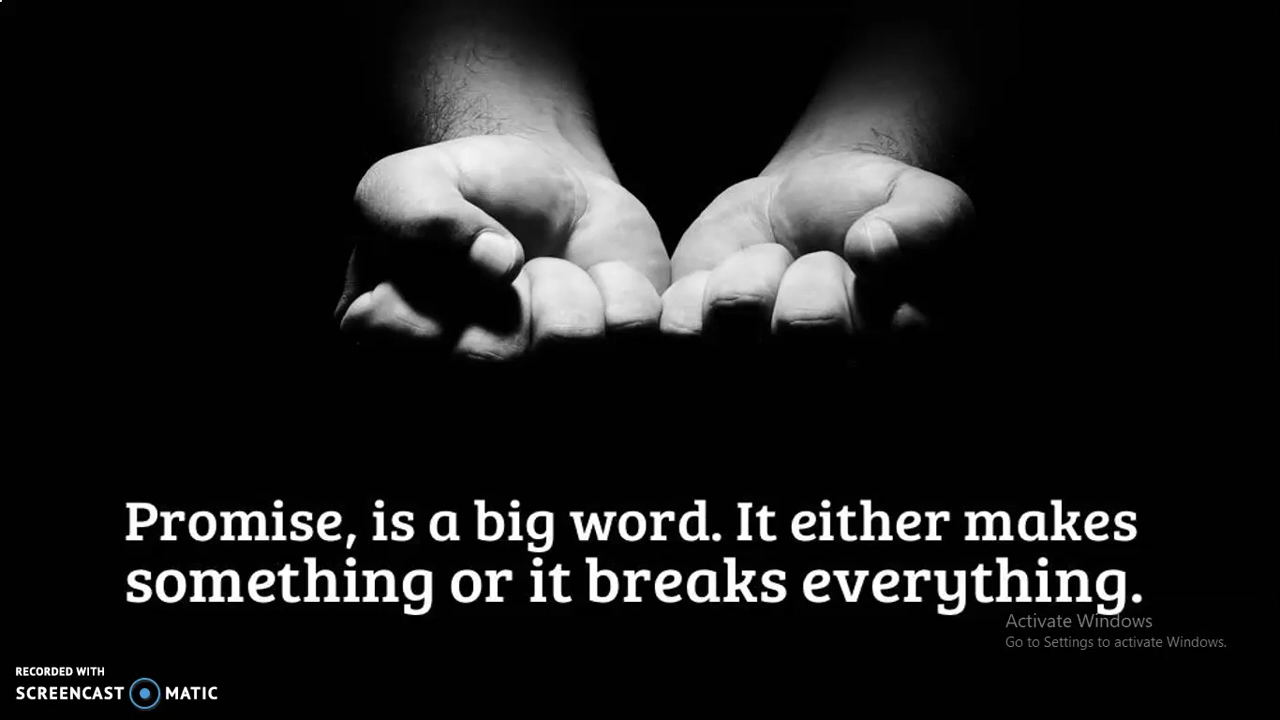 Promise, is a big word. It either makes
something or it breaks everything.
Activate Windows
Go to Settings to activate Windows.
RECORDED WITH
SCREENCAST MATIC